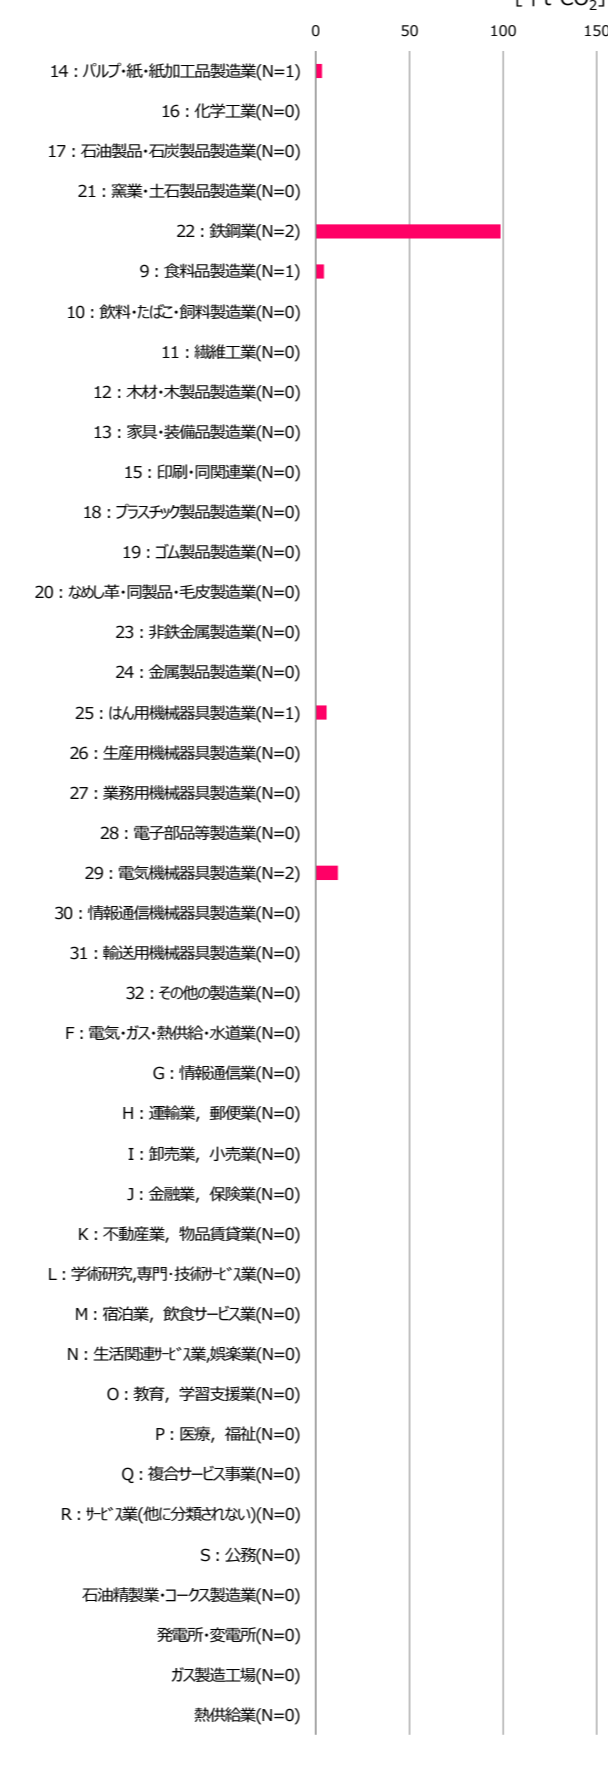 0 50 100 150
14：パルプ・紙・紙加工品製造業(N=1)
16：化学工業(N=0)
17：石油製品・石炭製品製造業(N=0)
21：窯業・土石製品製造業(N=0)
22：鉄鋼業(N=2)
9：食料品製造業(N=1)
10：飲料・たばこ・飼料製造業(N=0)
11：繊維工業(N=0)
12：木材・木製品製造業(N=0)
13：家具・装備品製造業(N=0)
15：印刷・同関連業(N=0)
18：プラスチック製品製造業(N=0)
19：ゴム製品製造業(N=0)
20：なめし革・同製品・毛皮製造業(N=0)
23：非鉄金属製造業(N=0)
24：金属製品製造業(N=0)
25：はん用機械器具製造業(N=1)
26：生産用機械器具製造業(N=0)
27：業務用機械器具製造業(N=0)
28：電子部品等製造業(N=0)
29：電気機械器具製造業(N=2)
30：情報通信機械器具製造業(N=0)
31：輸送用機械器具製造業(N=0)
32：その他の製造業(N=0)
F：電気・ガス・熱供給・水道業(N=0)
G：情報通信業(N=0)
H：運輸業，郵便業(N=0)
I：卸売業，小売業(N=0)
J：金融業，保険業(N=0)
K：不動産業，物品賃貸業(N=0)
L：学術研究,専門・技術ｻｰﾋﾞｽ業(N=0)
M：宿泊業，飲食サービス業(N=0)
N：生活関連ｻｰﾋﾞｽ業,娯楽業(N=0)
O：教育，学習支援業(N=0)
P：医療，福祉(N=0)
Q：複合サービス事業(N=0)
R：ｻｰﾋﾞｽ業(他に分類されない)(N=0)
S：公務(N=0)
石油精製業・コークス製造業(N=0)
発電所・変電所(N=0)
ガス製造工場(N=0)
熱供給業(N=0)